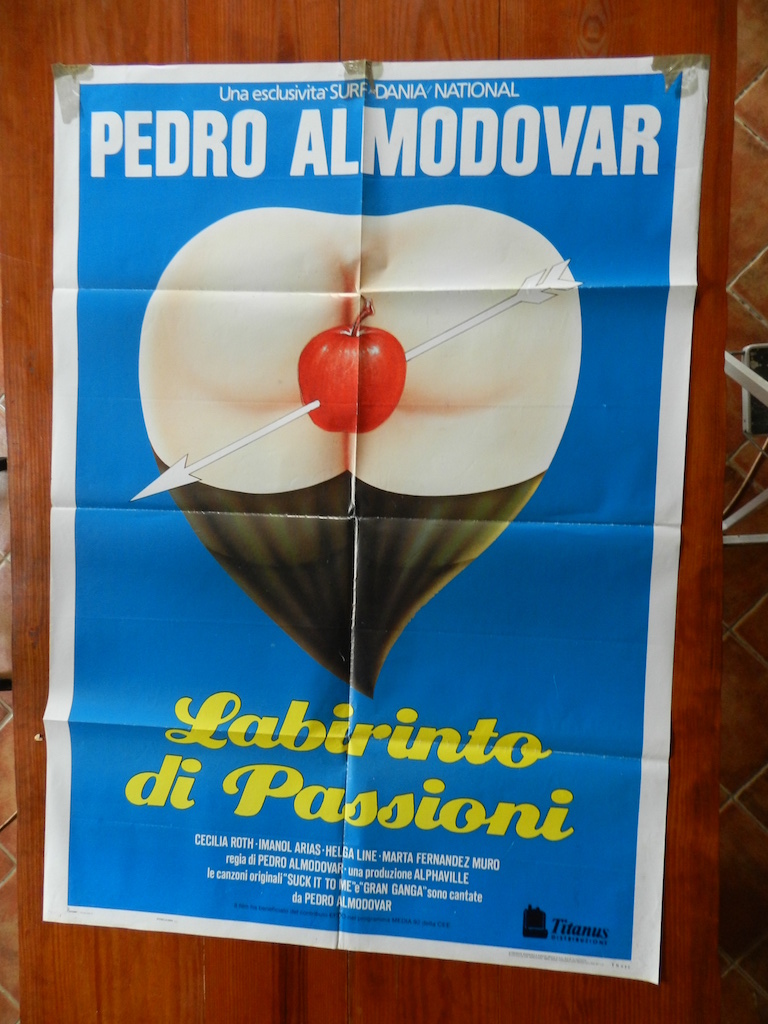 Una esclusivita' SURF-DANIA/NATIONAL
PEDRO ALMODOVAR
Labirinto
di Passioni
CECILIA ROTH·IMANOL ARIAS·HELGA LINE·MARTA FERNANDEZ MURO
regia di PEDRO ALMODOVAR·una produzione ALPHAVILLE
le canzoni originali "SUCK IT TO ME" e "GRAN GANGA" sono cantate
da PEDRO ALMODOVAR
Titanus
DISTRIBUZIONE